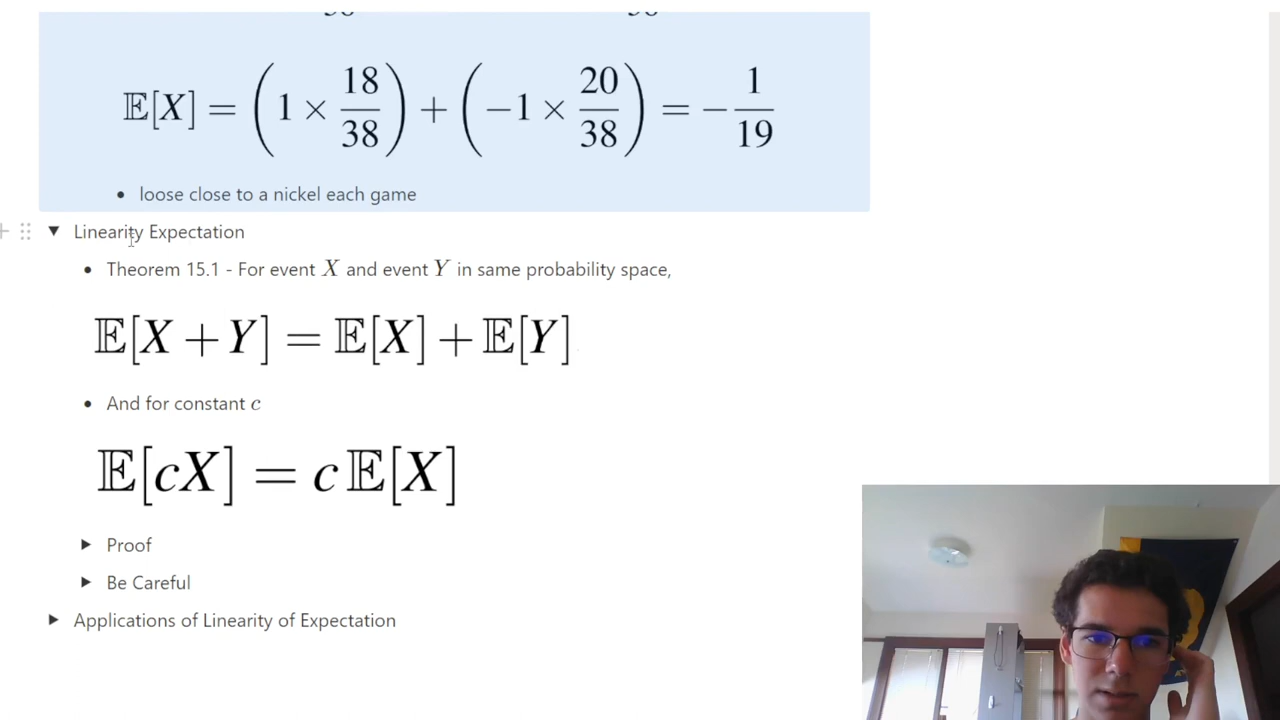 𝔼[X] = (1 × 18/38) + (−1 × 20/38) = −1/19
• loose close to a nickel each game
▼ Linearity Expectation
• Theorem 15.1 - For event X and event Y in same probability space,
𝔼[X + Y] = 𝔼[X] + 𝔼[Y]
• And for constant c
𝔼[cX] = c 𝔼[X]
▶ Proof
▶ Be Careful
▶ Applications of Linearity of Expectation